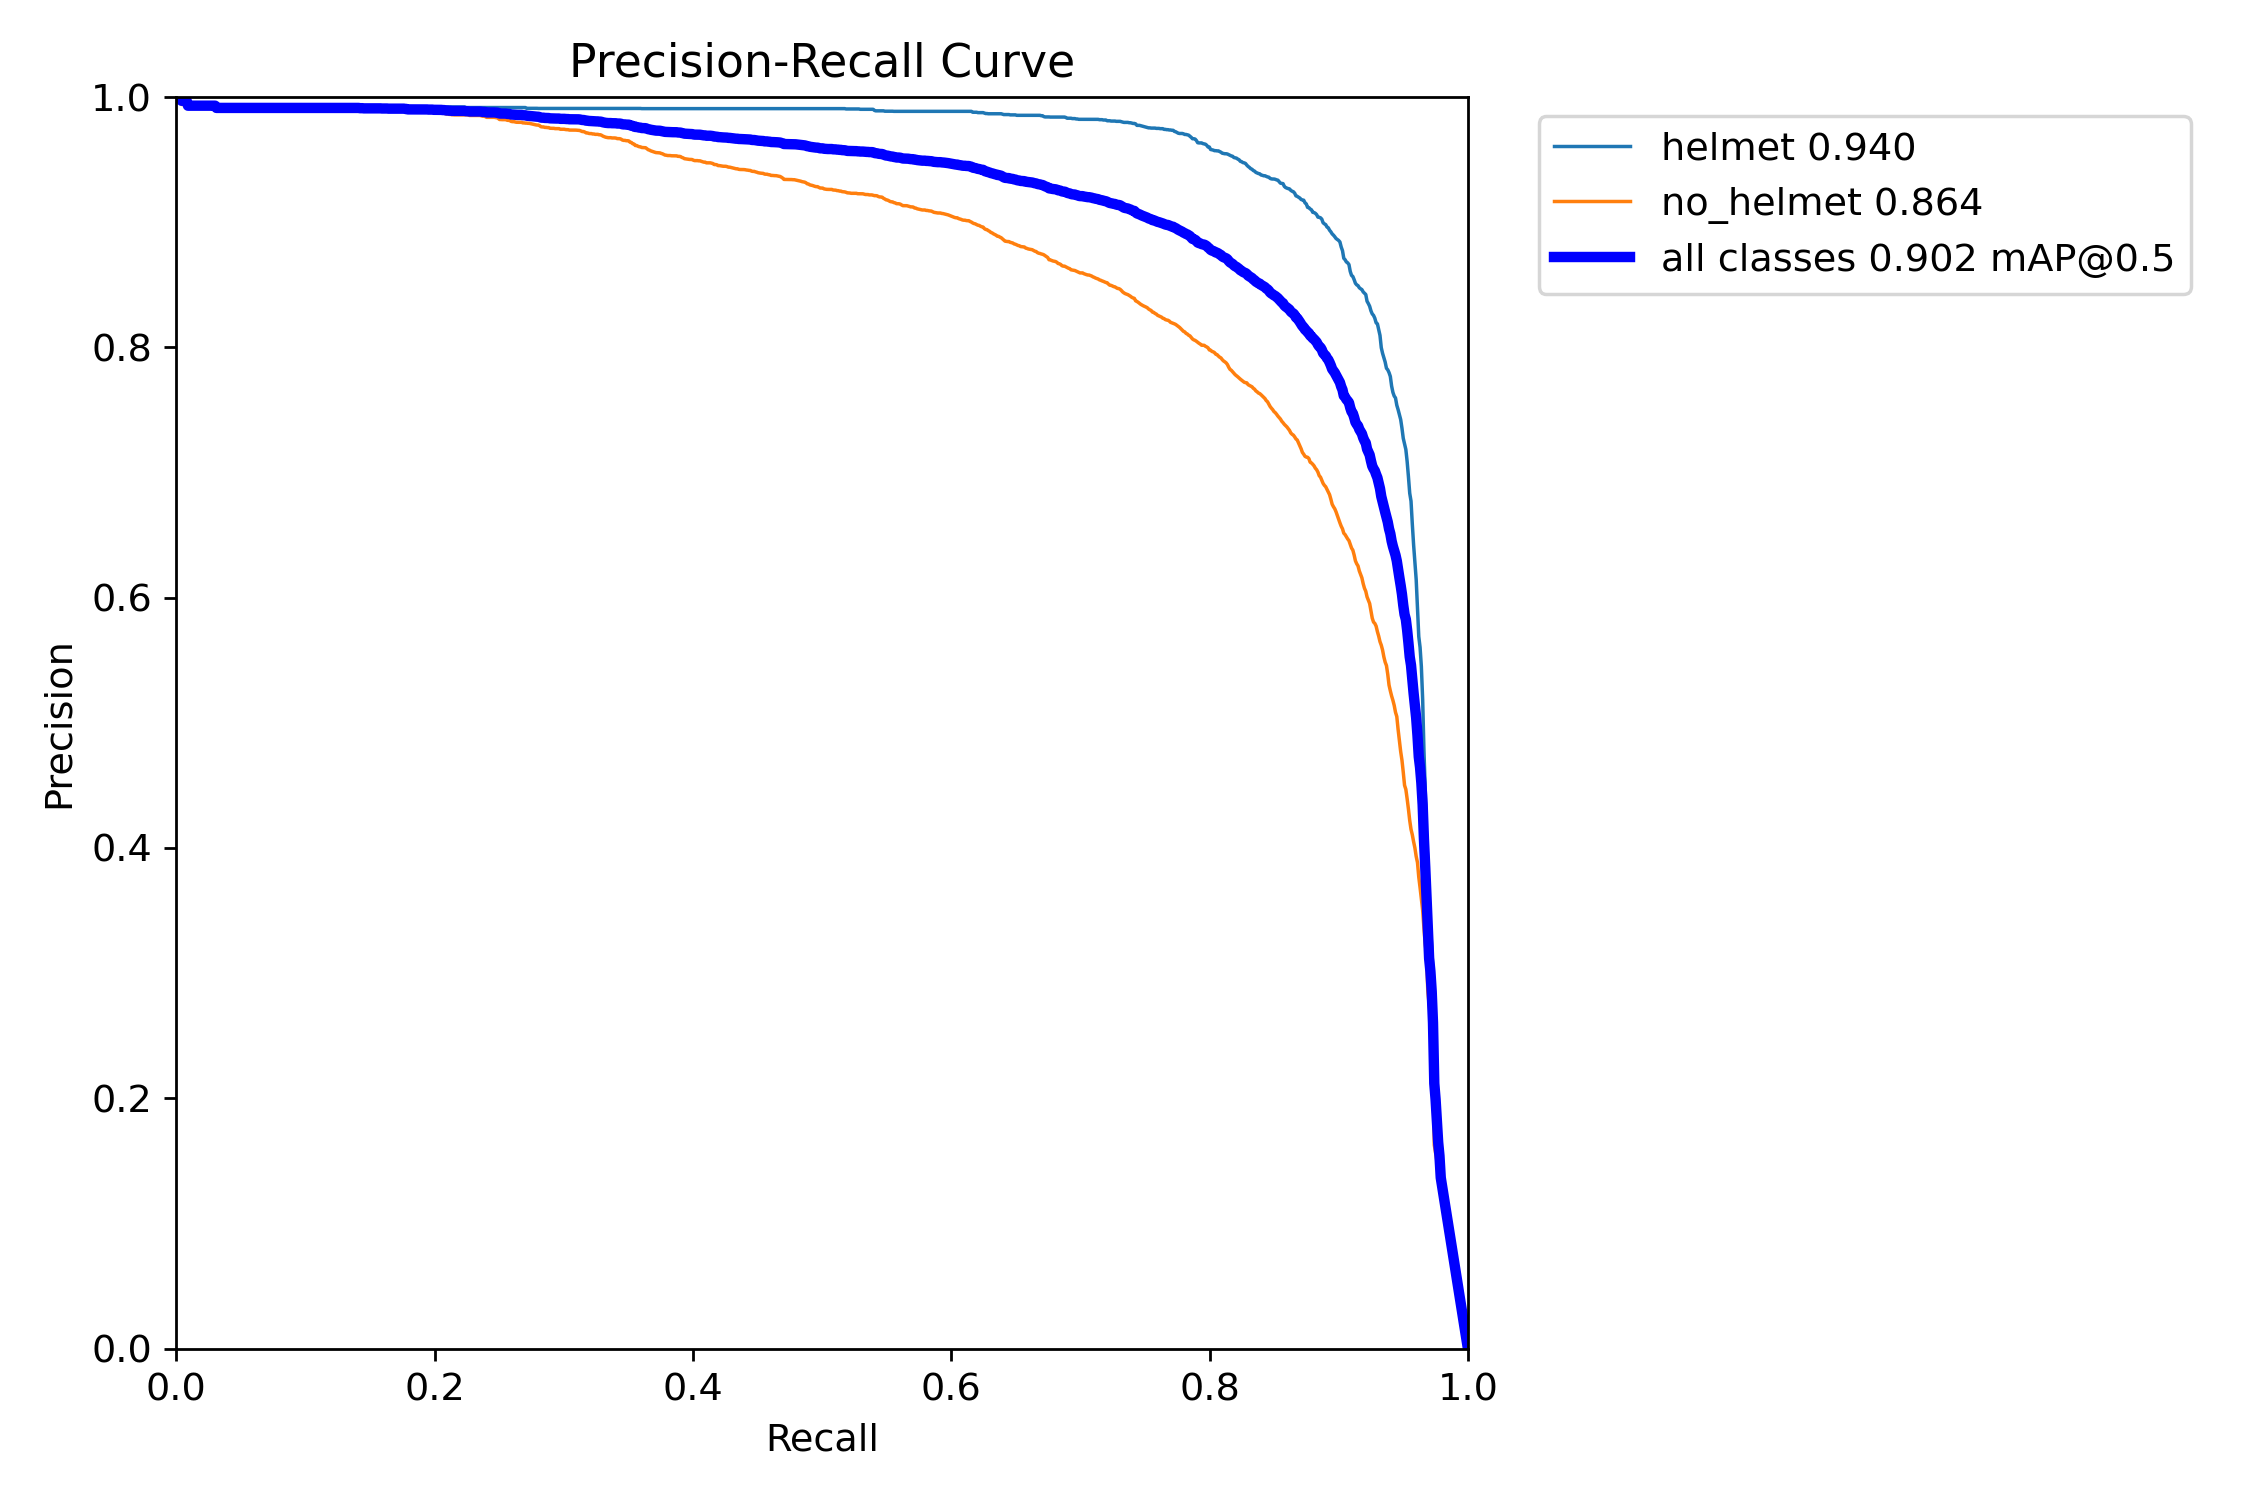 Precision-Recall Curve
helmet 0.940
no_helmet 0.864
all classes 0.902 mAP@0.5
Precision
1.0
0.8
0.6
0.4
0.2
0.0
0.0 0.2 0.4 0.6 0.8 1.0
Recall